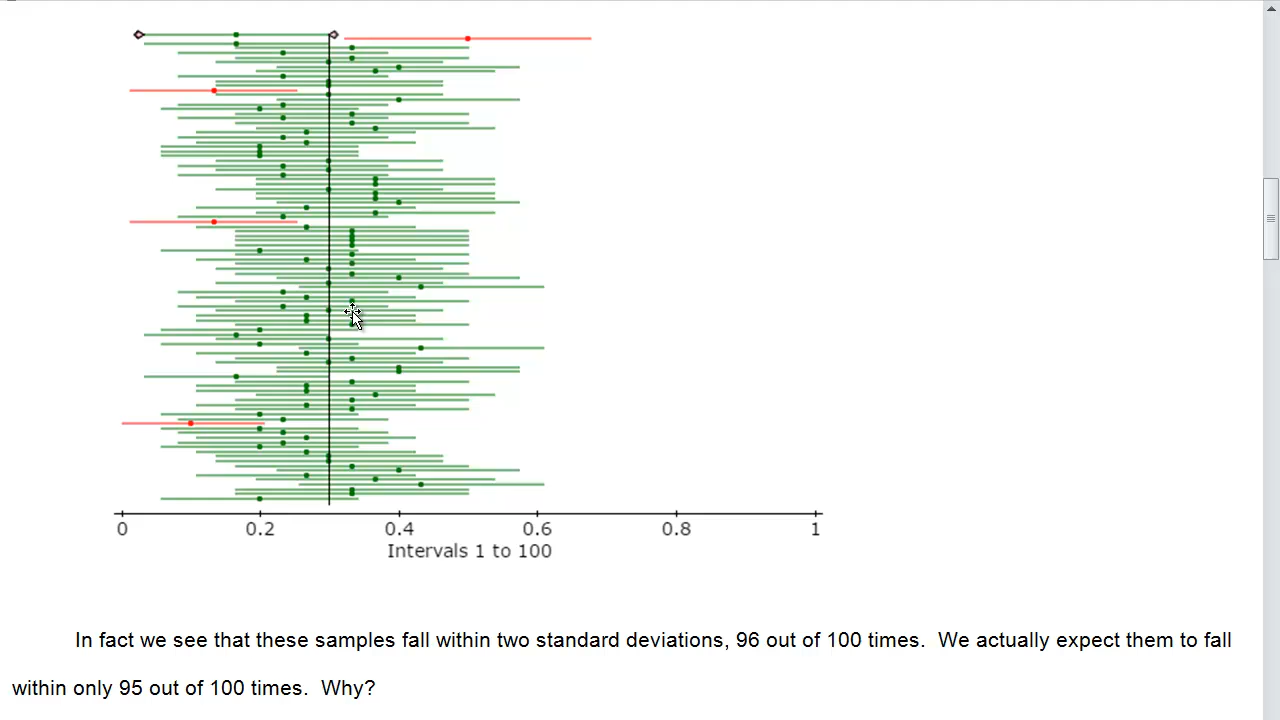 0 0.2 0.4 0.6 0.8 1
Intervals 1 to 100
In fact we see that these samples fall within two standard deviations, 96 out of 100 times.  We actually expect them to fall
within only 95 out of 100 times.  Why?